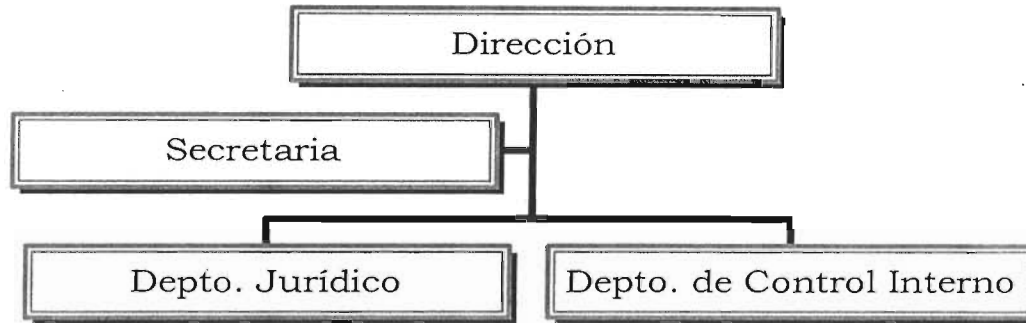 Dirección
Secretaria
Depto. Jurídico
Depto. de Control Interno